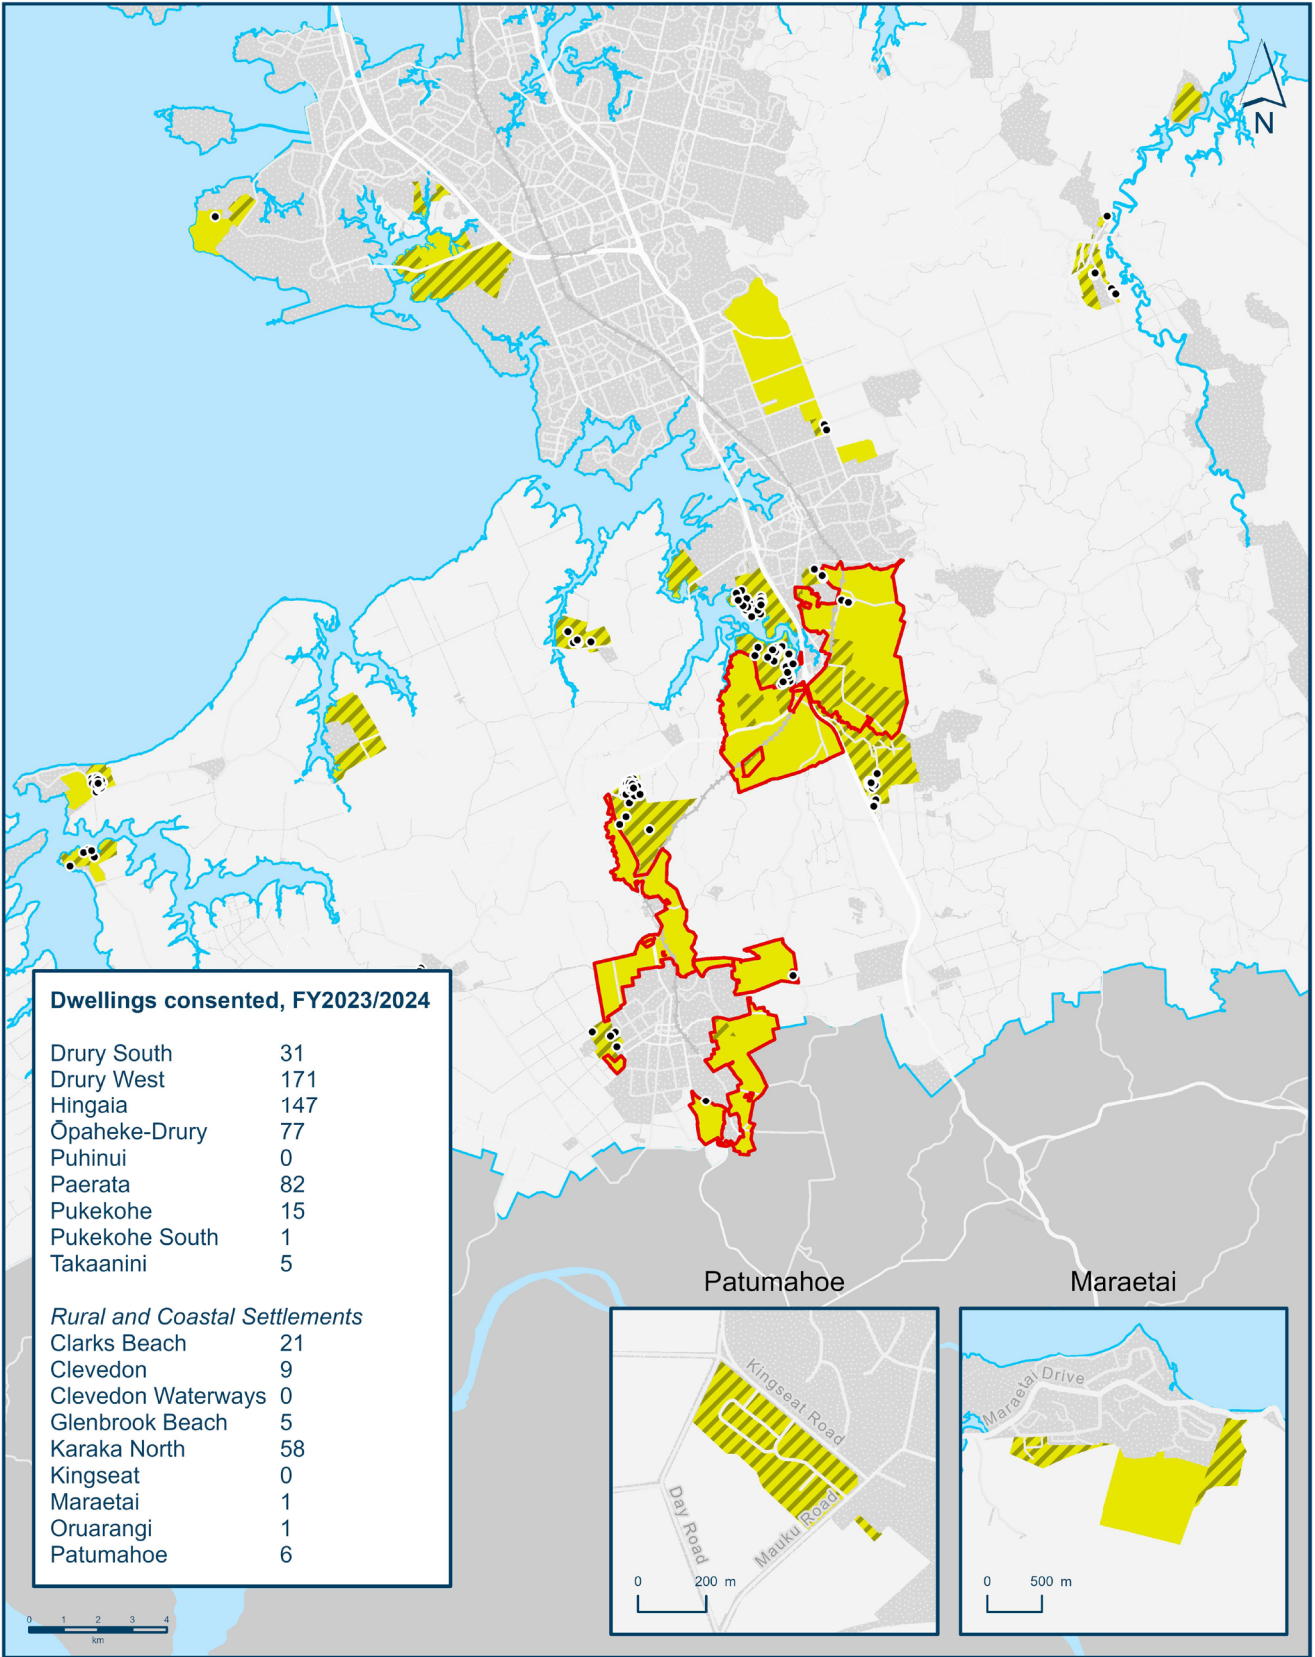 N
Dwellings consented, FY2023/2024
Drury South 31
Drury West 171
Hingaia 147
Ōpaheke-Drury 77
Puhinui 0
Paerata 82
Pukekohe 15
Pukekohe South 1
Takaanini 5
Rural and Coastal Settlements
Clarks Beach 21
Clevedon 9
Clevedon Waterways 0
Glenbrook Beach 5
Karaka North 58
Kingseat 0
Maraetai 1
Oruarangi 1
Patumahoe 6
0 1 2 3 4
km
Patumahoe
Kingseat Road
Day Road
Mauku Road
0 200 m
Maraetai
Maraetai Drive
0 500 m